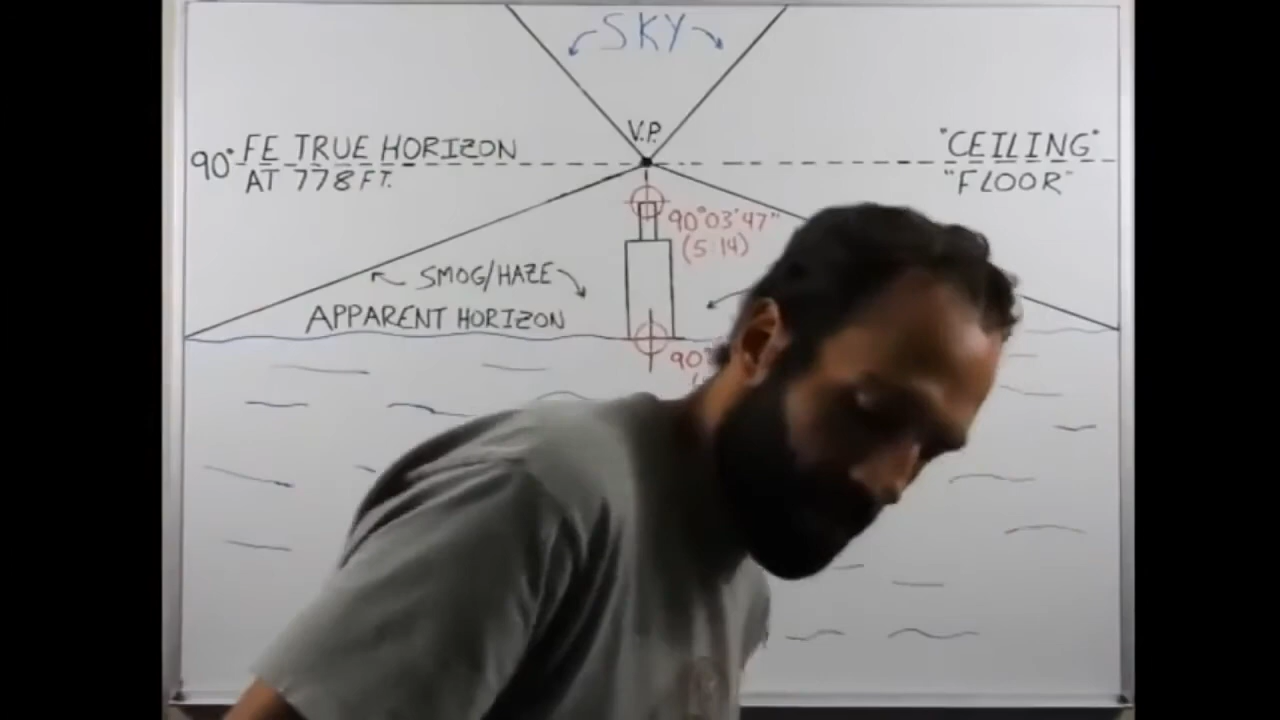 SKY
V.P.
90° FE TRUE HORIZON
AT 778 FT.
"CEILING"
"FLOOR"
90°03'47"
(5:14)
SMOG/HAZE
APPARENT HORIZON
90°